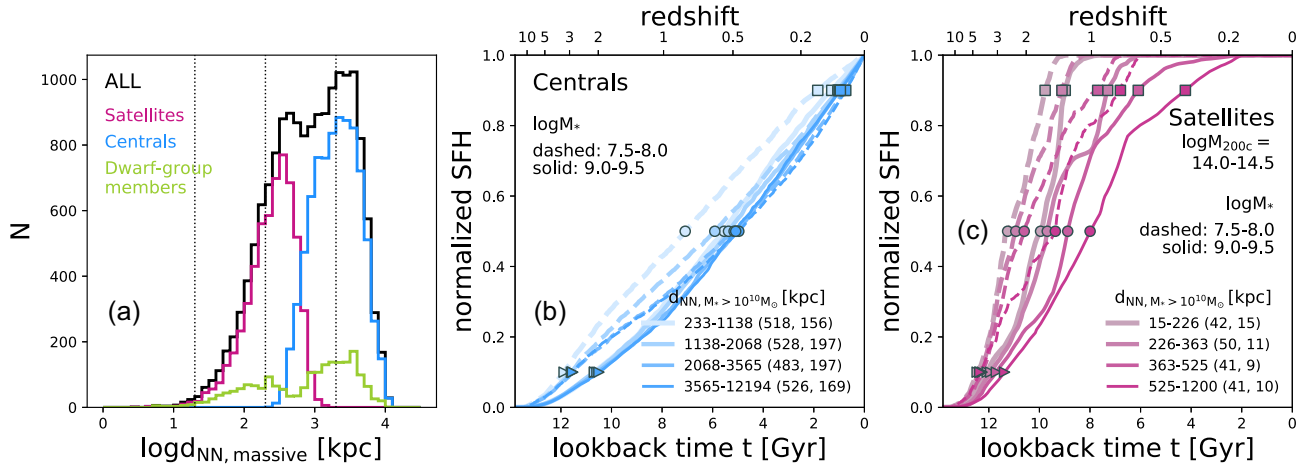 ALL
Satellites
Centrals
Dwarf-group
members
(a)
N
1000
800
600
400
200
0
0 1 2 3 4
logd_NN, massive [kpc]
redshift
10 5 3 2 1 0.5 0.2 0
Centrals
logM_*
dashed: 7.5-8.0
solid: 9.0-9.5
(b)
d_NN, M_* > 10^10 M_⊙ [kpc]
233-1138 (518, 156)
1138-2068 (528, 197)
2068-3565 (483, 197)
3565-12194 (526, 169)
normalized SFH
1.0
0.8
0.6
0.4
0.2
0.0
12 10 8 6 4 2 0
lookback time t [Gyr]
redshift
10 5 3 2 1 0.5 0.2 0
Satellites
logM_200c =
14.0-14.5
logM_*
dashed: 7.5-8.0
solid: 9.0-9.5
(c)
d_NN, M_* > 10^10 M_⊙ [kpc]
15-226 (42, 15)
226-363 (50, 11)
363-525 (41, 9)
525-1200 (41, 10)
normalized SFH
1.0
0.8
0.6
0.4
0.2
0.0
12 10 8 6 4 2 0
lookback time t [Gyr]